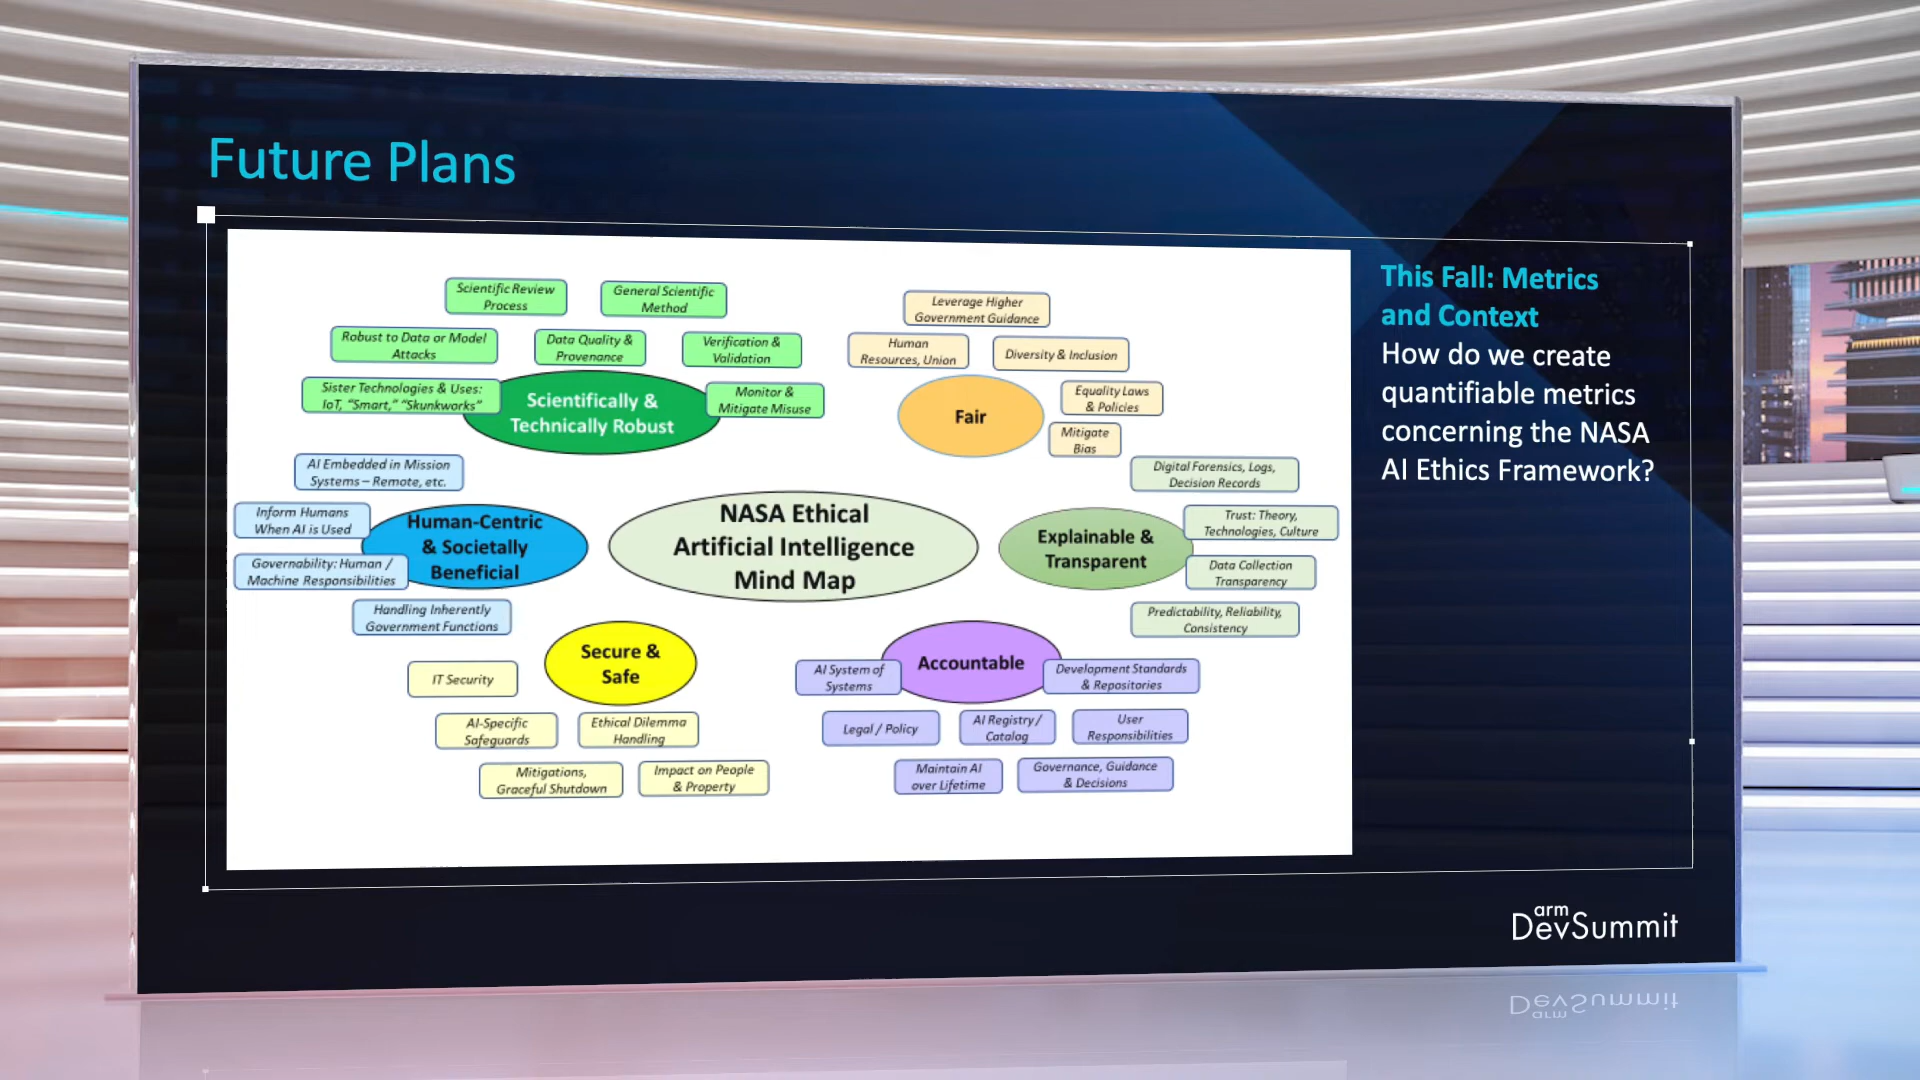 Future Plans
Scientific Review
Process
General Scientific
Method
Robust to Data or Model
Attacks
Data Quality &
Provenance
Verification &
Validation
Sister Technologies & Uses:
IoT, “Smart,” “Skunkworks”
Monitor &
Mitigate Misuse
Scientifically &
Technically Robust
Leverage Higher
Government Guidance
Human
Resources, Union
Diversity & Inclusion
Equality Laws
& Policies
Mitigate
Bias
Fair
AI Embedded in Mission
Systems – Remote, etc.
Inform Humans
When AI is Used
Governability: Human /
Machine Responsibilities
Handling Inherently
Government Functions
Human-Centric
& Societally
Beneficial
NASA Ethical
Artificial Intelligence
Mind Map
Explainable &
Transparent
Digital Forensics, Logs,
Decision Records
Trust: Theory,
Technologies, Culture
Data Collection
Transparency
Predictability, Reliability,
Consistency
Secure &
Safe
IT Security
AI-Specific
Safeguards
Ethical Dilemma
Handling
Mitigations,
Graceful Shutdown
Impact on People
& Property
Accountable
AI System of
Systems
Development Standards
& Repositories
Legal / Policy
AI Registry /
Catalog
User
Responsibilities
Maintain AI
over Lifetime
Governance, Guidance
& Decisions
This Fall: Metrics
and Context
How do we create
quantifiable metrics
concerning the NASA
AI Ethics Framework?
arm
DevSummit